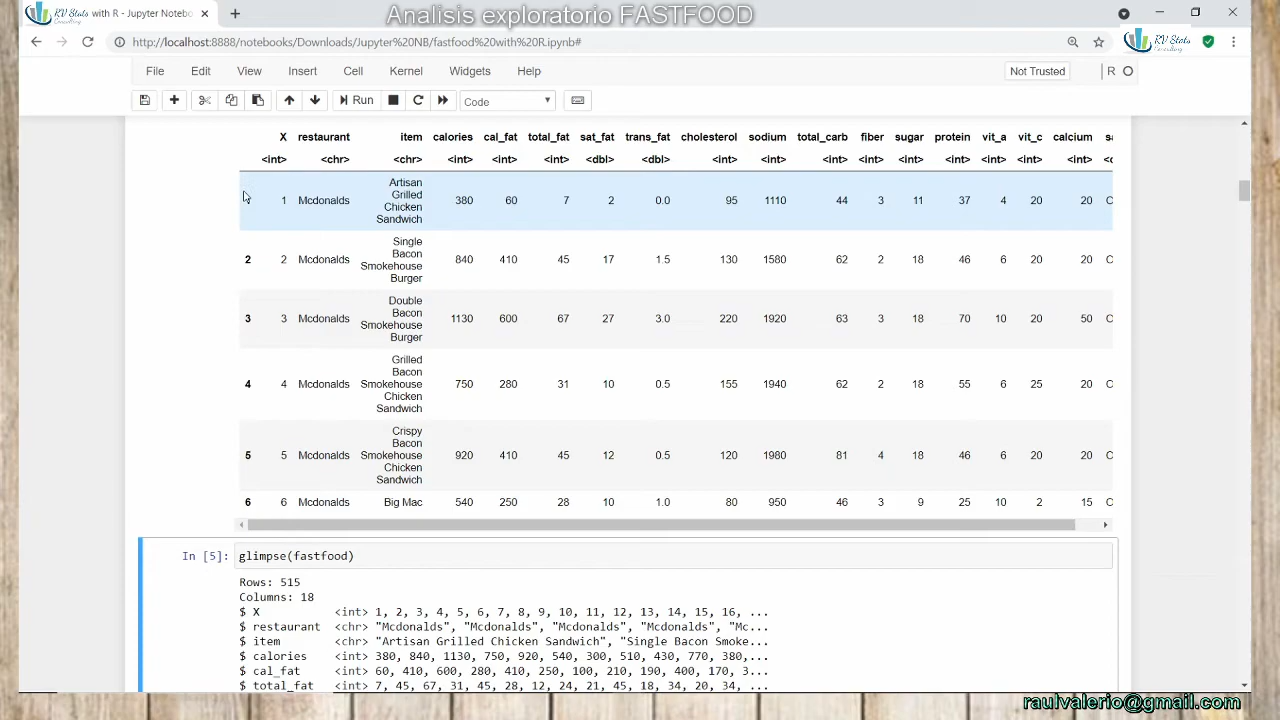 Analisis exploratorio FASTFOOD
with R - Jupyter Notebo
http://localhost:8888/notebooks/Downloads/Jupyter%20NB/fastfood%20with%20R.ipynb#
RV Stats
File Edit View Insert Cell Kernel Widgets Help Not Trusted R
Run Code
X restaurant item calories cal_fat total_fat sat_fat trans_fat cholesterol sodium total_carb fiber sugar protein vit_a vit_c calcium sa
<int> <chr> <chr> <int> <int> <int> <dbl> <dbl> <int> <int> <int> <int> <int> <int> <int> <int> <int>
Artisan
Grilled
1 Mcdonalds Chicken 380 60 7 2 0.0 95 1110 44 3 11 37 4 20 20
Sandwich
Single
Bacon
2 2 Mcdonalds Smokehouse 840 410 45 17 1.5 130 1580 62 2 18 46 6 20 20
Burger
Double
Bacon
3 3 Mcdonalds Smokehouse 1130 600 67 27 3.0 220 1920 63 3 18 70 10 20 50
Burger
Grilled
Bacon
4 4 Mcdonalds Smokehouse 750 280 31 10 0.5 155 1940 62 2 18 55 6 25 20
Chicken
Sandwich
Crispy
Bacon
5 5 Mcdonalds Smokehouse 920 410 45 12 0.5 120 1980 81 4 18 46 6 20 20
Chicken
Sandwich
6 6 Mcdonalds Big Mac 540 250 28 10 1.0 80 950 46 3 9 25 10 2 15
In [5]: glimpse(fastfood)
Rows: 515
Columns: 18
$ X <int> 1, 2, 3, 4, 5, 6, 7, 8, 9, 10, 11, 12, 13, 14, 15, 16, ...
$ restaurant <chr> "Mcdonalds", "Mcdonalds", "Mcdonalds", "Mcdonalds", "Mc...
$ item <chr> "Artisan Grilled Chicken Sandwich", "Single Bacon Smoke...
$ calories <int> 380, 840, 1130, 750, 920, 540, 300, 510, 430, 770, 380,...
$ cal_fat <int> 60, 410, 600, 280, 410, 250, 100, 210, 190, 400, 170, 3...
$ total_fat <int> 7, 45, 67, 31, 45, 28, 12, 24, 21, 45, 18, 34, 20, 34, ...
raulvalerio@gmail.com